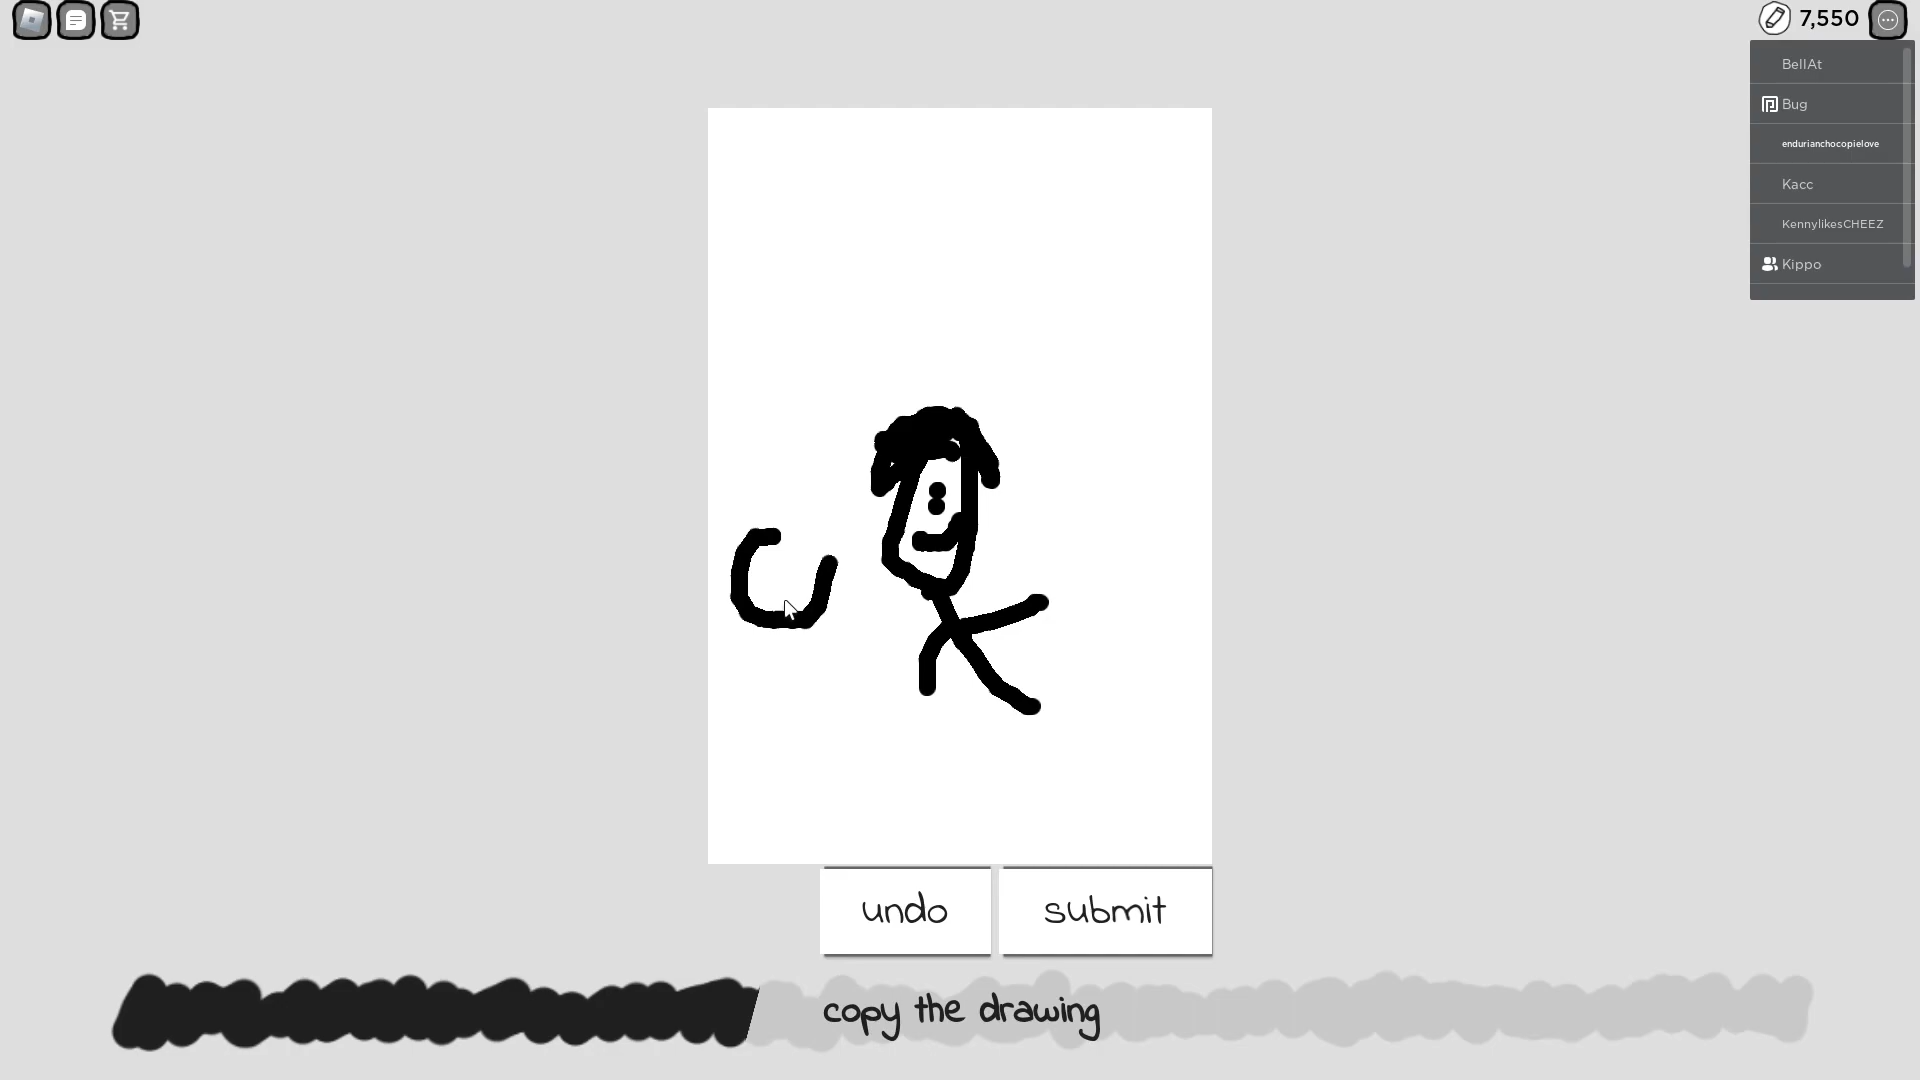 7,550
BellAt
Bug
endurianchocopielove
Kacc
KennylikesCHEEZ
Kippo
undo
submit
copy the drawing